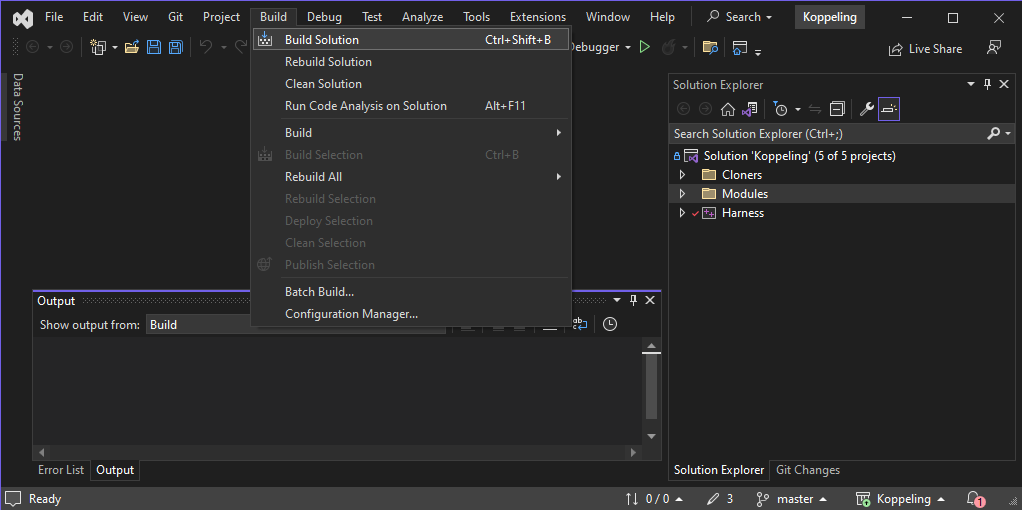 File Edit View Git Project Build Debug Test Analyze Tools Extensions Window Help Search Koppeling
Debugger Live Share
Data Sources
Build Solution Ctrl+Shift+B
Rebuild Solution
Clean Solution
Run Code Analysis on Solution Alt+F11
Build
Build Selection Ctrl+B
Rebuild All
Rebuild Selection
Deploy Selection
Clean Selection
Publish Selection
Batch Build...
Configuration Manager...
Solution Explorer
Search Solution Explorer (Ctrl+;)
Solution 'Koppeling' (5 of 5 projects)
Cloners
Modules
Harness
Output
Show output from: Build
Error List Output
Solution Explorer Git Changes
Ready 0 / 0 3 master Koppeling 1